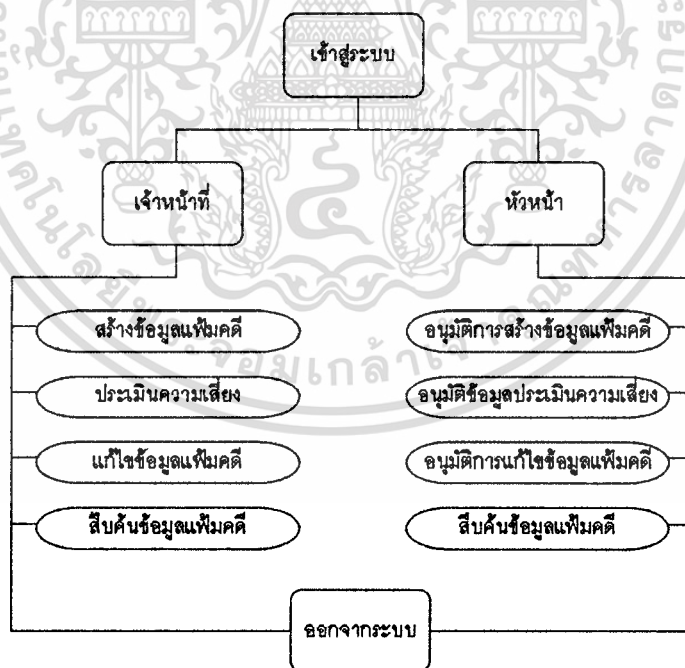 เข้าสู่ระบบ
เจ้าหน้าที่
หัวหน้า
สร้างข้อมูลแฟ้มคดี
อนุมัติการสร้างข้อมูลแฟ้มคดี
ประเมินความเสี่ยง
อนุมัติข้อมูลประเมินความเสี่ยง
แก้ไขข้อมูลแฟ้มคดี
อนุมัติการแก้ไขข้อมูลแฟ้มคดี
สืบค้นข้อมูลแฟ้มคดี
สืบค้นข้อมูลแฟ้มคดี
ออกจากระบบ